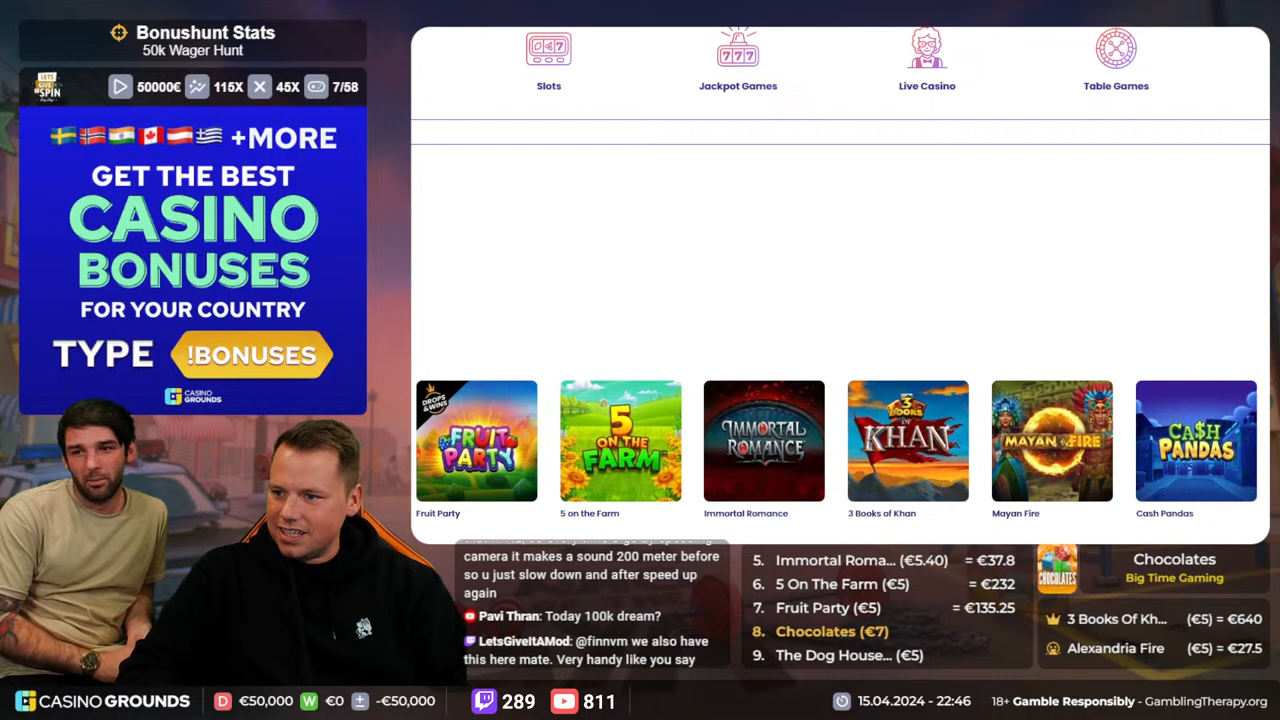 Bonushunt Stats
50k Wager Hunt
LETS GIVE IT A SPIN
50000€ 115X 45X 7/58
+MORE
GET THE BEST
CASINO
BONUSES
FOR YOUR COUNTRY
TYPE !BONUSES
CASINO
GROUNDS
Slots
Jackpot Games
Live Casino
Table Games
777
DROPS & WINS
FRUIT PARTY
5 ON THE FARM
IMMORTAL ROMANCE
3 BOOKS OF KHAN
MAYAN FIRE
CA$H PANDAS
Fruit Party
5 on the Farm
Immortal Romance
3 Books of Khan
Mayan Fire
Cash Pandas
camera it makes a sound 200 meter before
so u just slow down and after speed up
again
Pavi Thran: Today 100k dream?
LetsGiveItAMod: @finnvm we also have
this here mate. Very handy like you say
5. Immortal Roma... (€5.40) = €37.8
6. 5 On The Farm (€5) = €232
7. Fruit Party (€5) = €135.25
8. Chocolates (€7)
9. The Dog House... (€5)
CHOCOLATES
Chocolates
Big Time Gaming
3 Books Of Kh... (€5) = €640
Alexandria Fire (€5) = €27.5
CASINO GROUNDS
D €50,000 W €0 ± -€50,000
289 811
15.04.2024 - 22:46
18+ Gamble Responsibly - GamblingTherapy.org